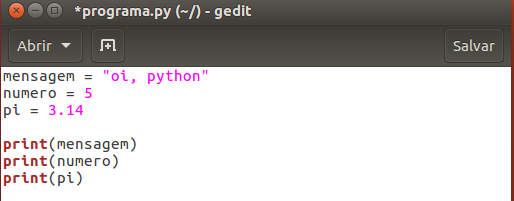 *programa.py (~/) - gedit
Abrir
Salvar
mensagem = "oi, python"
numero = 5
pi = 3.14
print(mensagem)
print(numero)
print(pi)